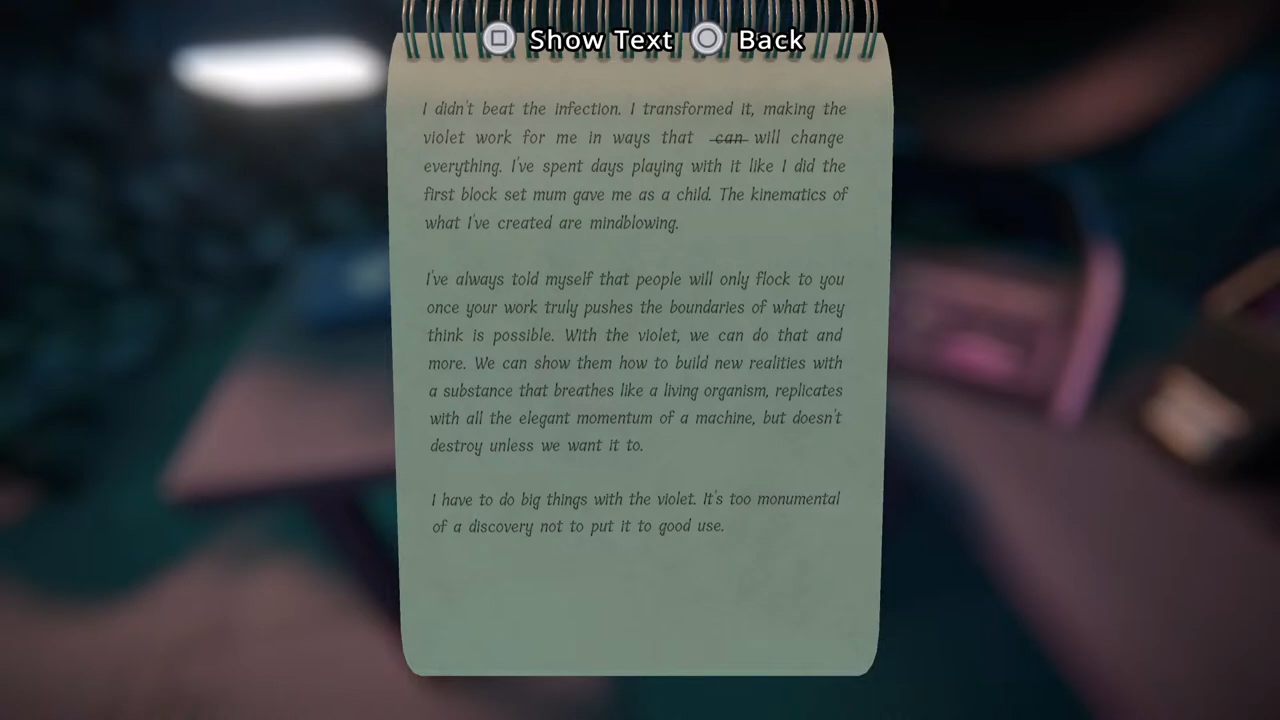 Show Text Back
I didn't beat the infection. I transformed it, making the
violet work for me in ways that can will change
everything. I've spent days playing with it like I did the
first block set mum gave me as a child. The kinematics of
what I've created are mindblowing.
I've always told myself that people will only flock to you
once your work truly pushes the boundaries of what they
think is possible. With the violet, we can do that and
more. We can show them how to build new realities with
a substance that breathes like a living organism, replicates
with all the elegant momentum of a machine, but doesn't
destroy unless we want it to.
I have to do big things with the violet. It's too monumental
of a discovery not to put it to good use.